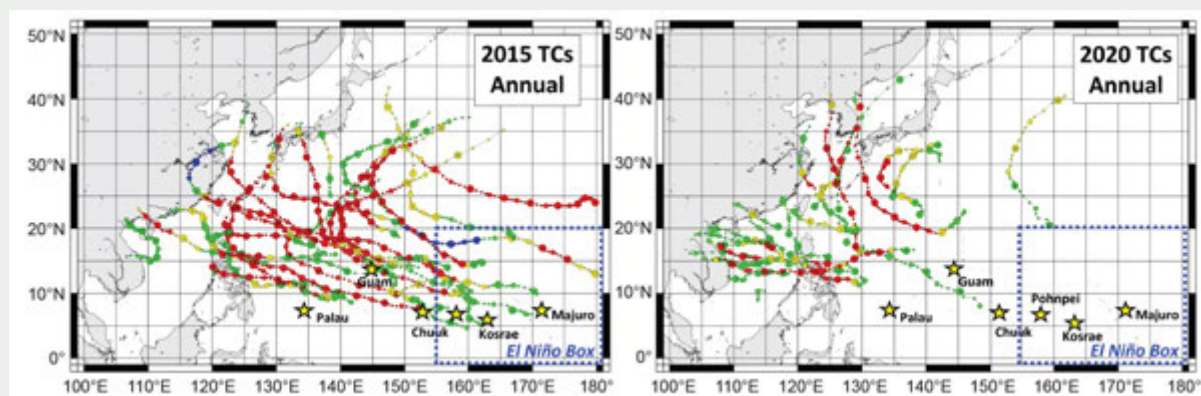 2015 TCs
Annual
50°N
40°N
30°N
20°N
10°N
0°
Guam
Palau
Chuuk
Kosrae
Majuro
El Niño Box
100°E 110°E 120°E 130°E 140°E 150°E 160°E 170°E 180°
2020 TCs
Annual
50°N
40°N
30°N
20°N
10°N
0°
Guam
Palau
Chuuk
Pohnpei
Kosrae
Majuro
El Niño Box
100°E 110°E 120°E 130°E 140°E 150°E 160°E 170°E 180°